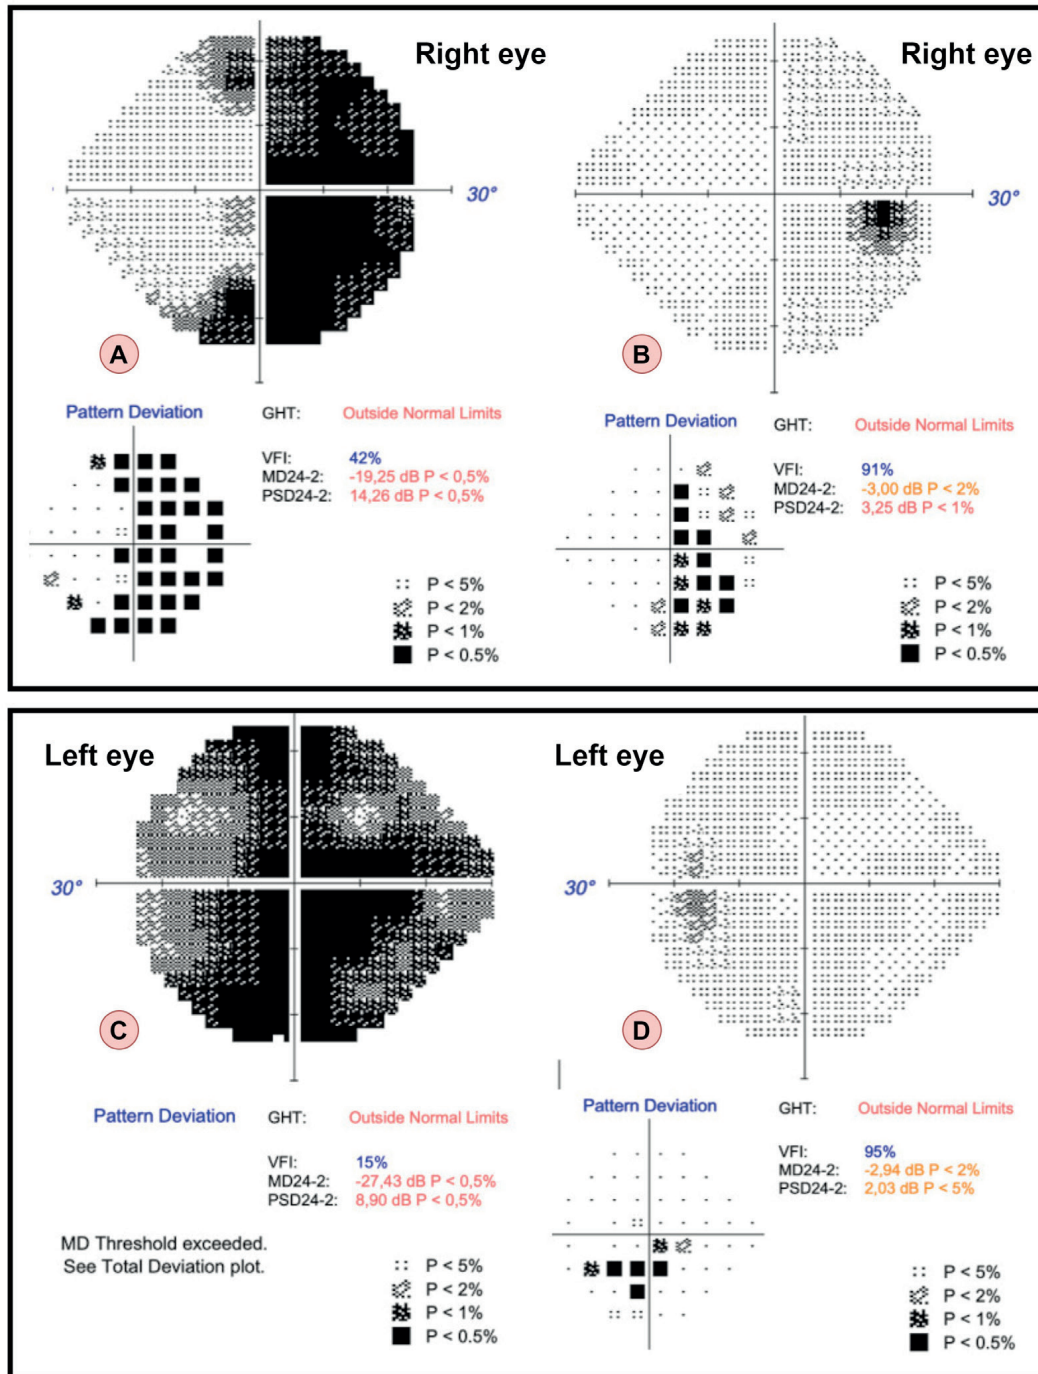 Right eye
30°
A
Pattern Deviation
GHT: Outside Normal Limits
VFI: 42%
MD24-2: -19,25 dB P < 0,5%
PSD24-2: 14,26 dB P < 0,5%
P < 5%
P < 2%
P < 1%
P < 0.5%
Right eye
30°
B
Pattern Deviation
GHT: Outside Normal Limits
VFI: 91%
MD24-2: -3,00 dB P < 2%
PSD24-2: 3,25 dB P < 1%
P < 5%
P < 2%
P < 1%
P < 0.5%
Left eye
30°
C
Pattern Deviation
GHT: Outside Normal Limits
VFI: 15%
MD24-2: -27,43 dB P < 0,5%
PSD24-2: 8,90 dB P < 0,5%
MD Threshold exceeded.
See Total Deviation plot.
P < 5%
P < 2%
P < 1%
P < 0.5%
Left eye
30°
D
Pattern Deviation
GHT: Outside Normal Limits
VFI: 95%
MD24-2: -2,94 dB P < 2%
PSD24-2: 2,03 dB P < 5%
P < 5%
P < 2%
P < 1%
P < 0.5%